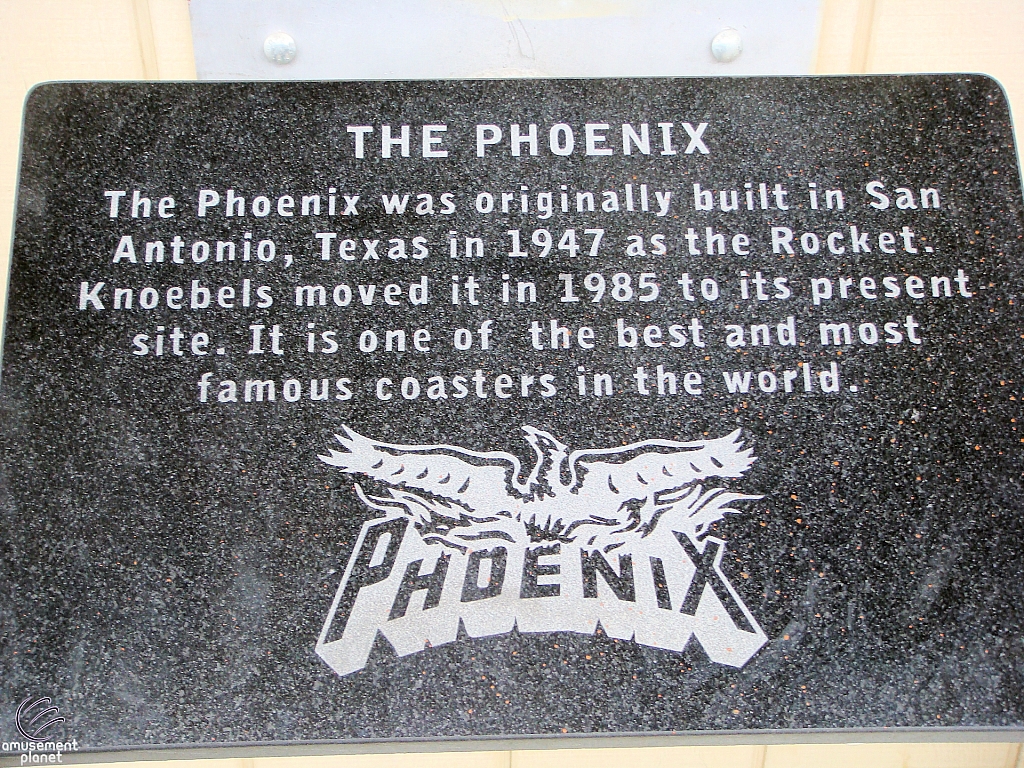 THE PHOENIX
The Phoenix was originally built in San
Antonio, Texas in 1947 as the Rocket.
Knoebels moved it in 1985 to its present
site. It is one of the best and most
famous coasters in the world.
PHOENIX
amusement
planet